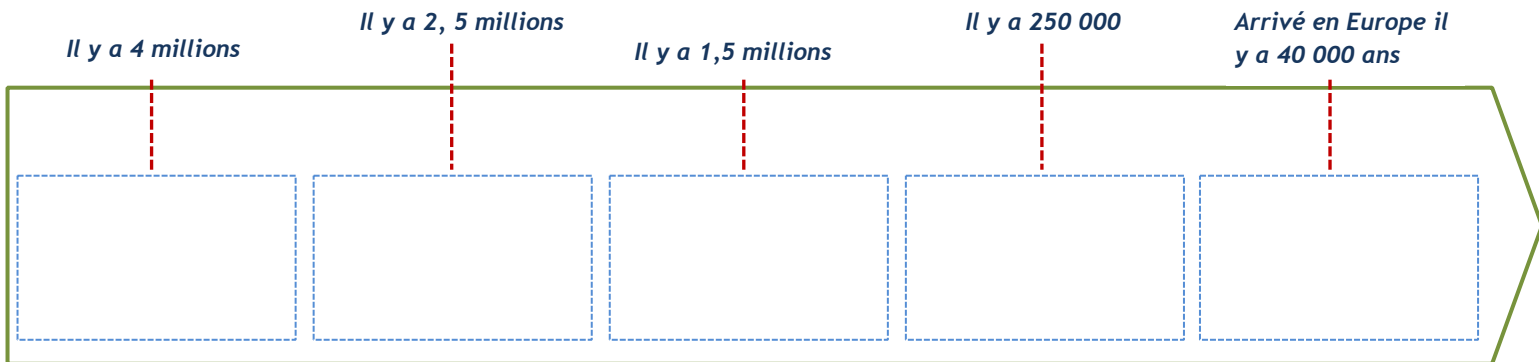 Il y a 4 millions
Il y a 2, 5 millions
Il y a 1,5 millions
Il y a 250 000
Arrivé en Europe il
y a 40 000 ans